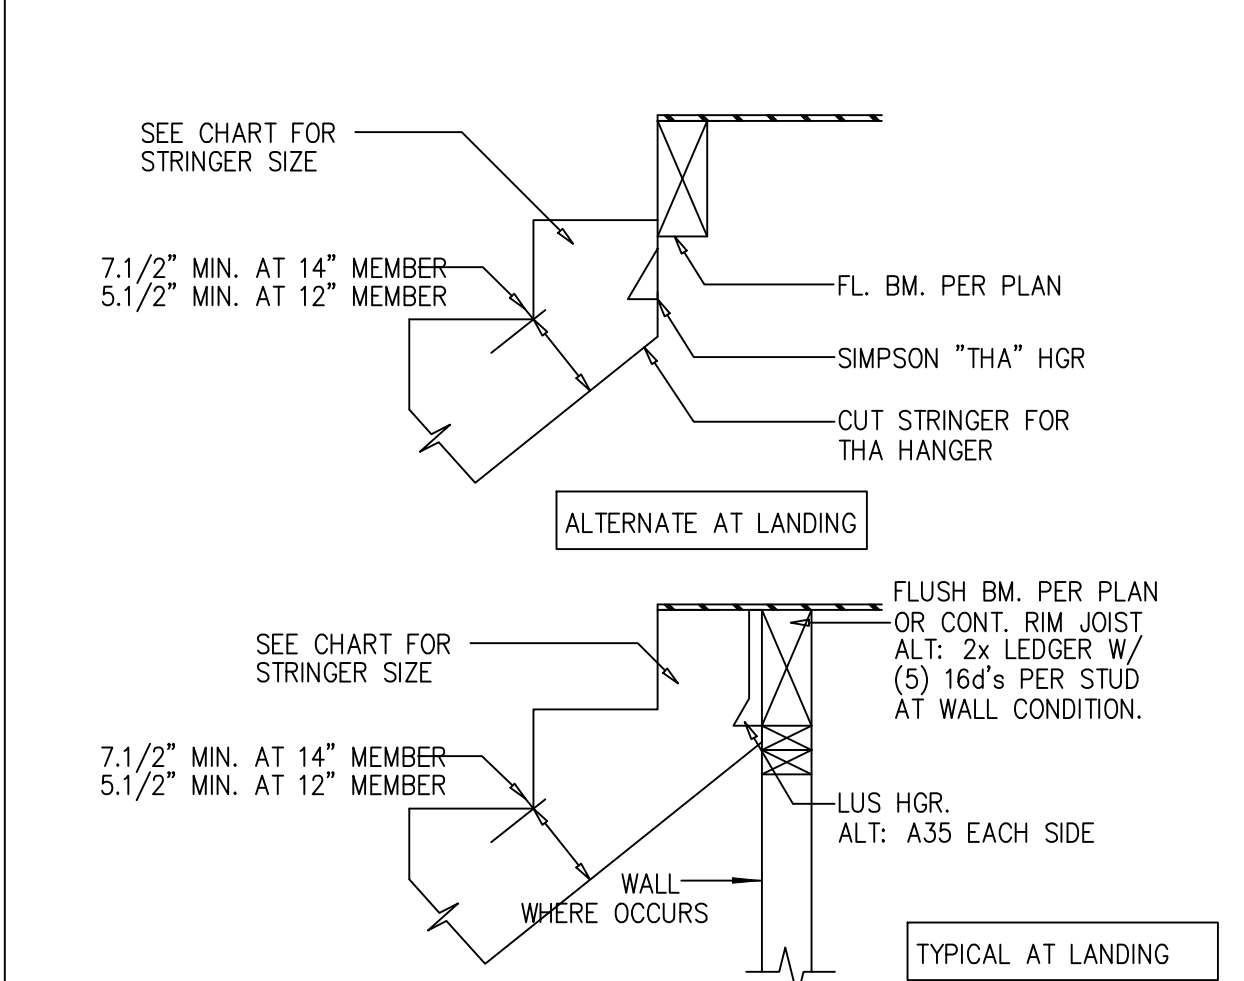 SEE CHART FOR
STRINGER SIZE
7.1/2" MIN. AT 14" MEMBER
5.1/2" MIN. AT 12" MEMBER
FL. BM. PER PLAN
SIMPSON "THA" HGR
CUT STRINGER FOR
THA HANGER
ALTERNATE AT LANDING
FLUSH BM. PER PLAN
OR CONT. RIM JOIST
ALT: 2x LEDGER W/
(5) 16d's PER STUD
AT WALL CONDITION.
SEE CHART FOR
STRINGER SIZE
7.1/2" MIN. AT 14" MEMBER
5.1/2" MIN. AT 12" MEMBER
LUS HGR.
ALT: A35 EACH SIDE
WALL
WHERE OCCURS
TYPICAL AT LANDING